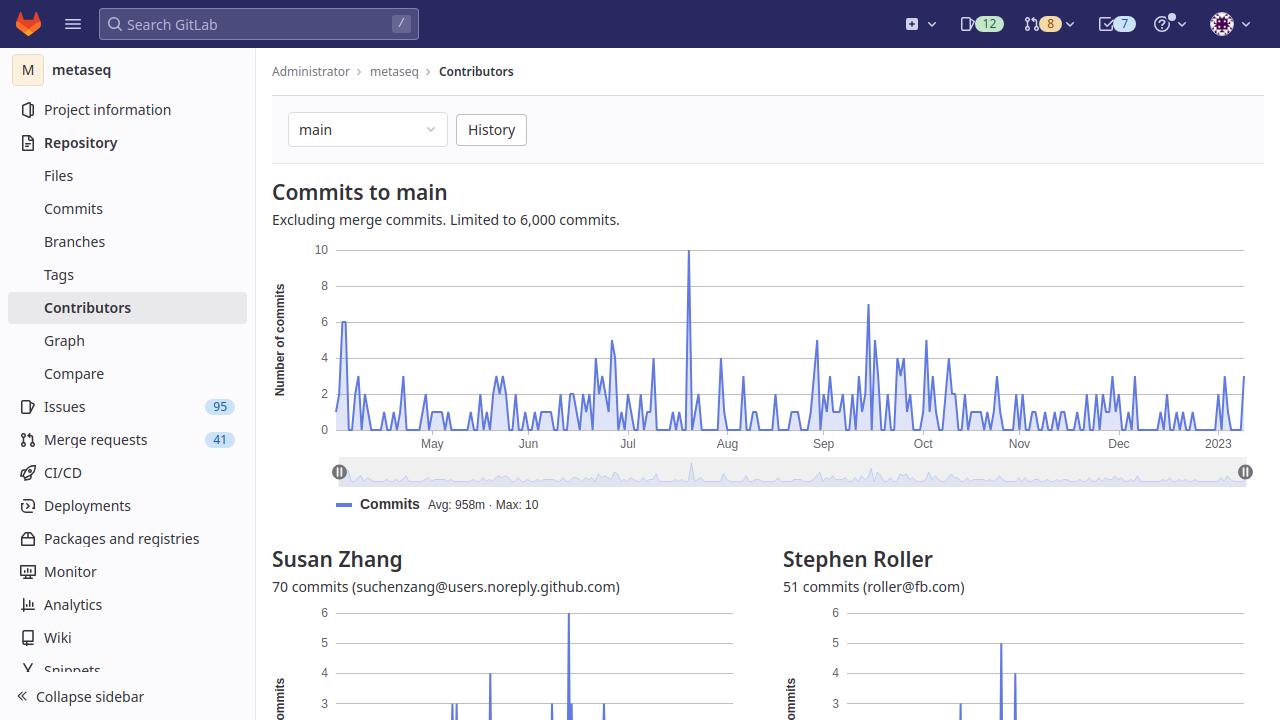 Search GitLab
/
12
8
7
M
metaseq
Project information
Repository
Files
Commits
Branches
Tags
Contributors
Graph
Compare
Issues
95
Merge requests
41
CI/CD
Deployments
Packages and registries
Monitor
Analytics
Wiki
Snippets
Collapse sidebar
Administrator › metaseq › Contributors
main
History
Commits to main
Excluding merge commits. Limited to 6,000 commits.
Number of commits
10
8
6
4
2
0
May Jun Jul Aug Sep Oct Nov Dec 2023
Commits Avg: 958m · Max: 10
Susan Zhang
70 commits (suchenzang@users.noreply.github.com)
6
5
4
3
Stephen Roller
51 commits (roller@fb.com)
6
5
4
3